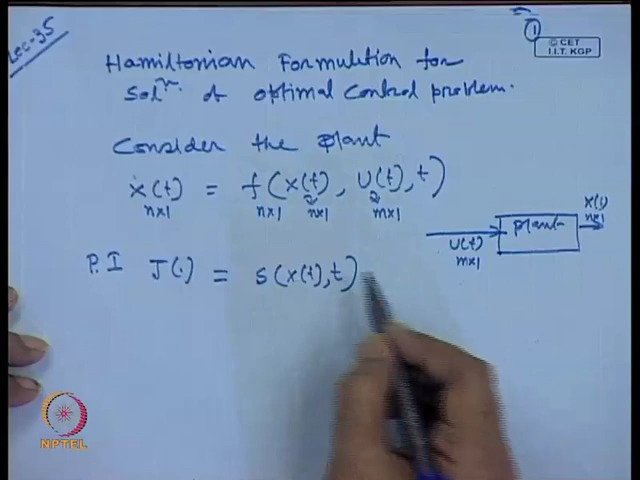 Lec-35
1
© CET
I.I.T. KGP
Hamiltonian Formulation for
Solⁿ. of optimal Control problem.
Consider the plant
ẋ(t) = f(x(t), u(t), t)
n×1 n×1 n×1 m×1
u(t)
m×1
plant
x(t)
n×1
P.I J(.) = S(x(t), t)
NPTEL